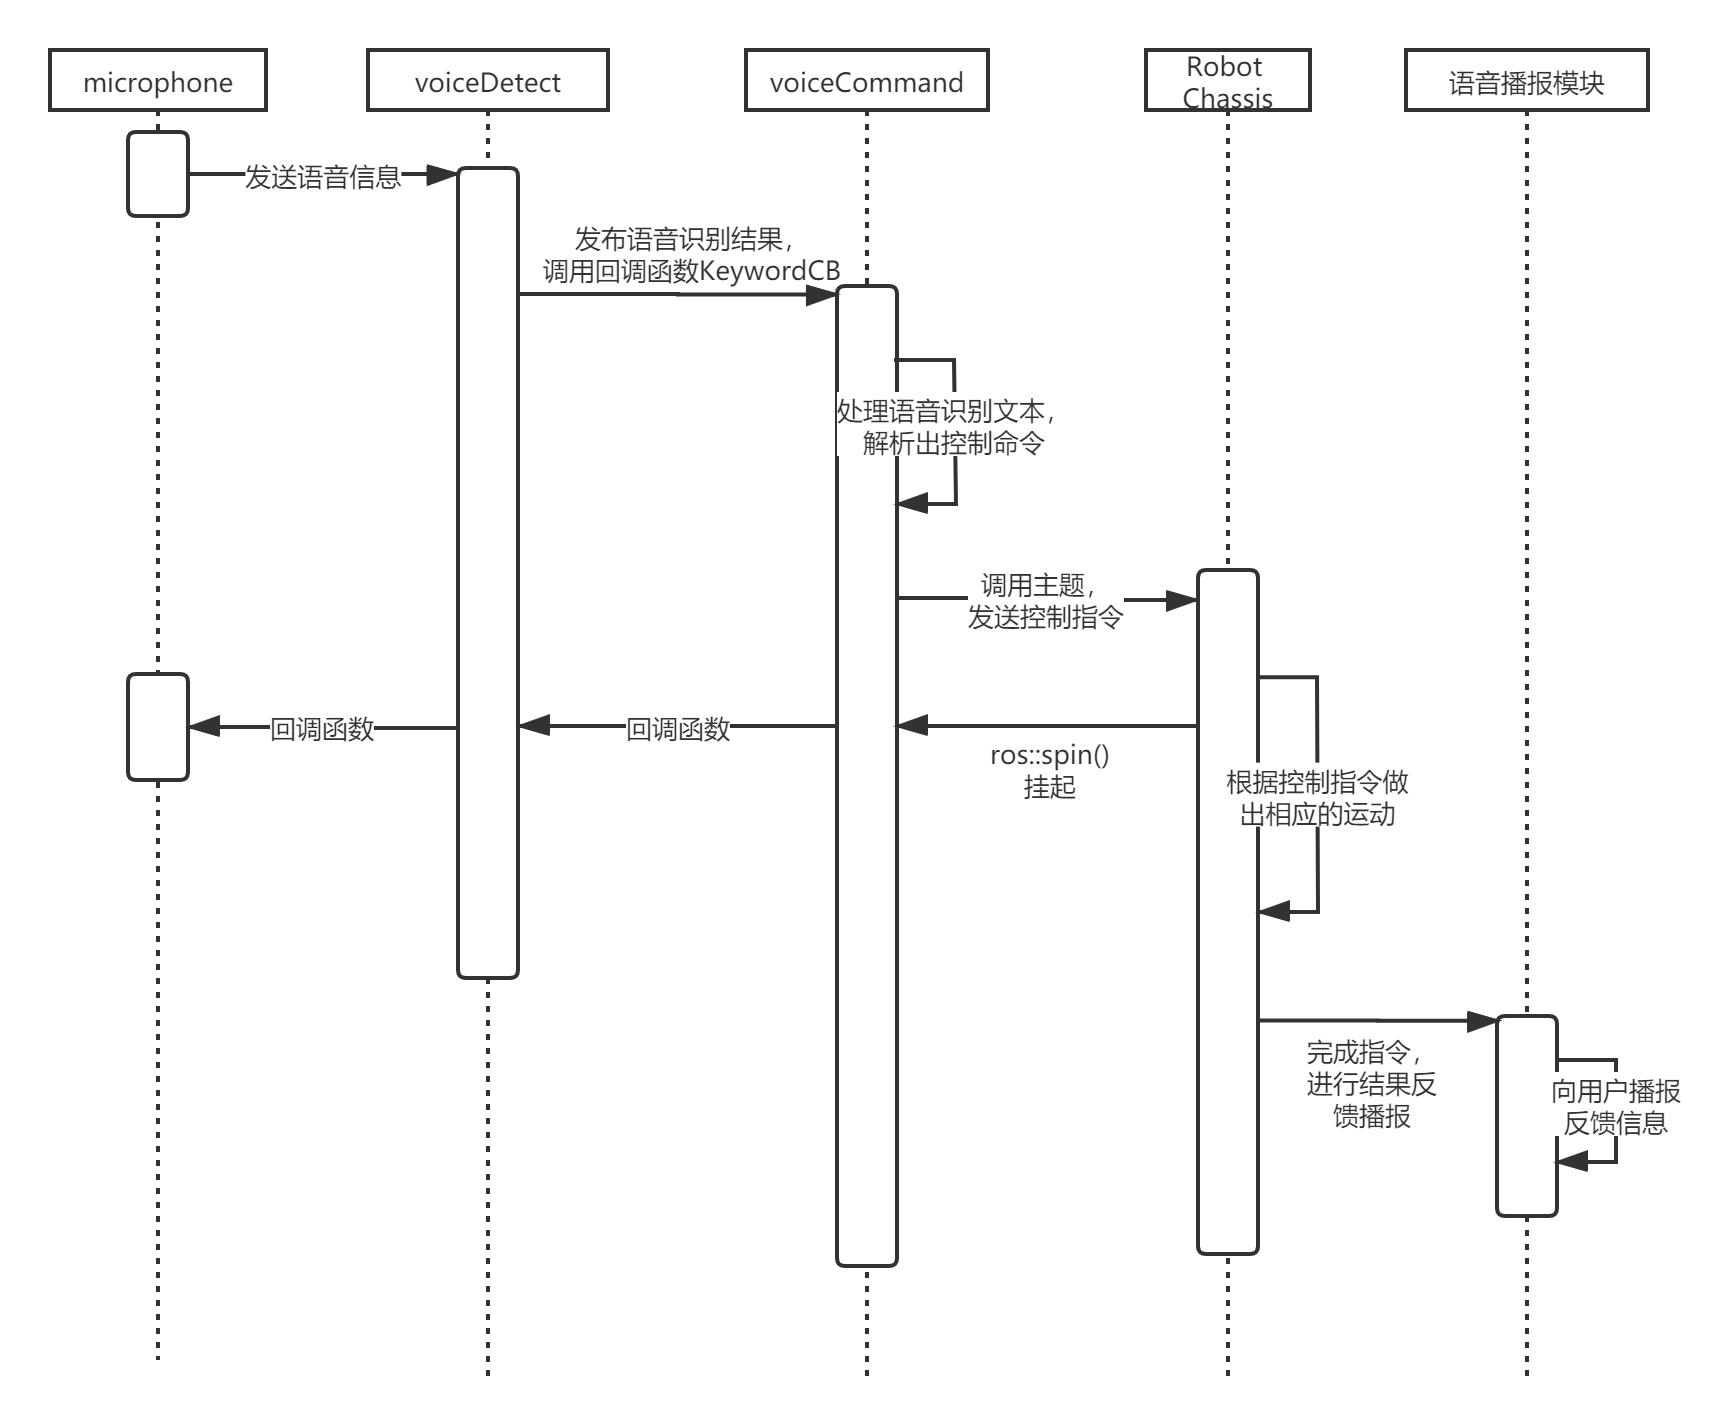 microphone
voiceDetect
voiceCommand
Robot
Chassis
语音播报模块
发送语音信息
发布语音识别结果，
调用回调函数KeywordCB
处理语音识别文本，
解析出控制命令
调用主题，
发送控制指令
回调函数
回调函数
ros::spin()
挂起
根据控制指令做
出相应的运动
完成指令，
进行结果反
馈播报
向用户播报
反馈信息